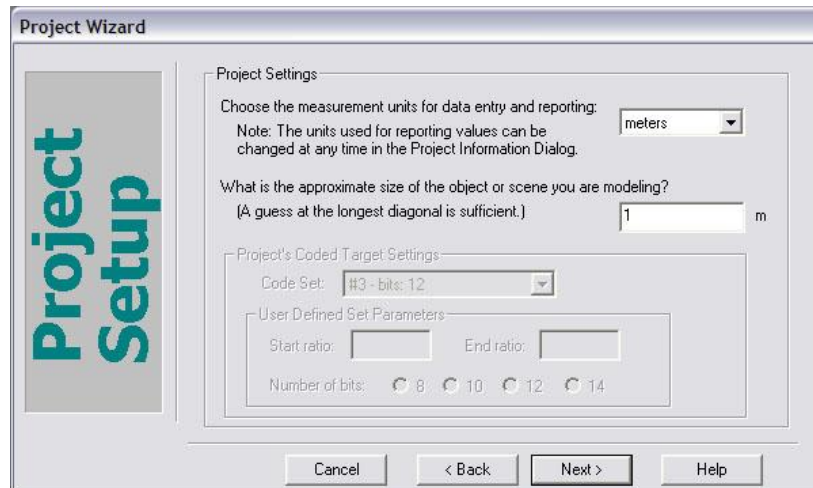 Project Wizard
Project
Setup
Project Settings
Choose the measurement units for data entry and reporting:
meters
Note: The units used for reporting values can be
changed at any time in the Project Information Dialog.
What is the approximate size of the object or scene you are modeling?
(A guess at the longest diagonal is sufficient.)
1 m
Project's Coded Target Settings
Code Set: #3 - bits: 12
User Defined Set Parameters
Start ratio: End ratio:
Number of bits: 8 10 12 14
Cancel < Back Next > Help